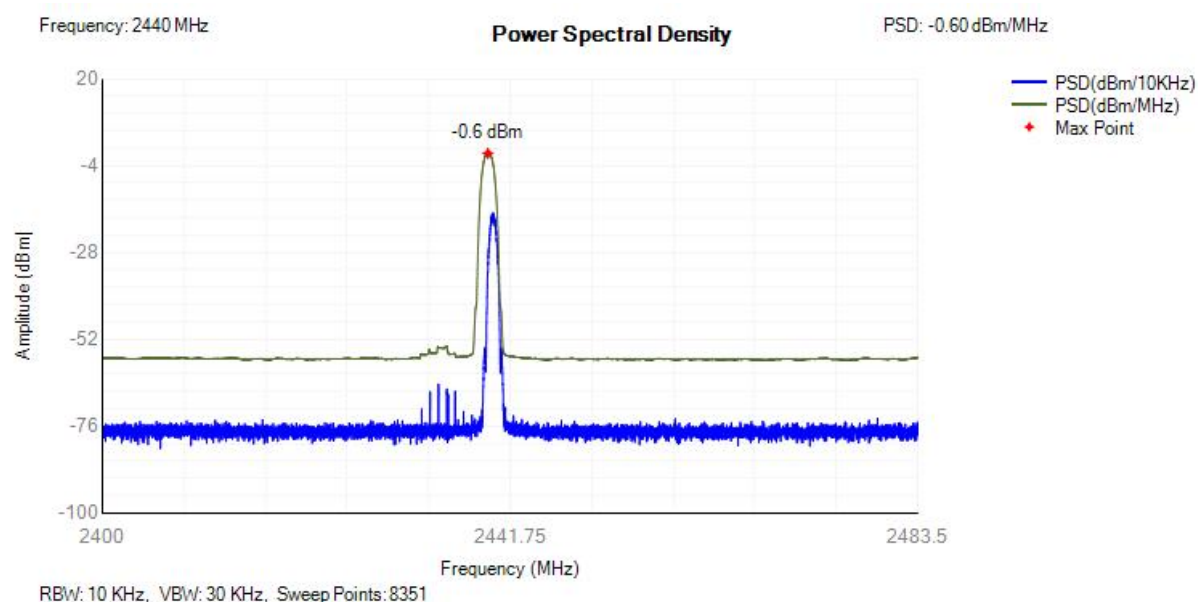 Frequency: 2440 MHz
Power Spectral Density
PSD: -0.60 dBm/MHz
PSD(dBm/10KHz)
PSD(dBm/MHz)
Max Point
-0.6 dBm
Amplitude (dBm)
20
-4
-28
-52
-76
-100
2400
2441.75
2483.5
Frequency (MHz)
RBW: 10 KHz, VBW: 30 KHz, Sweep Points: 8351